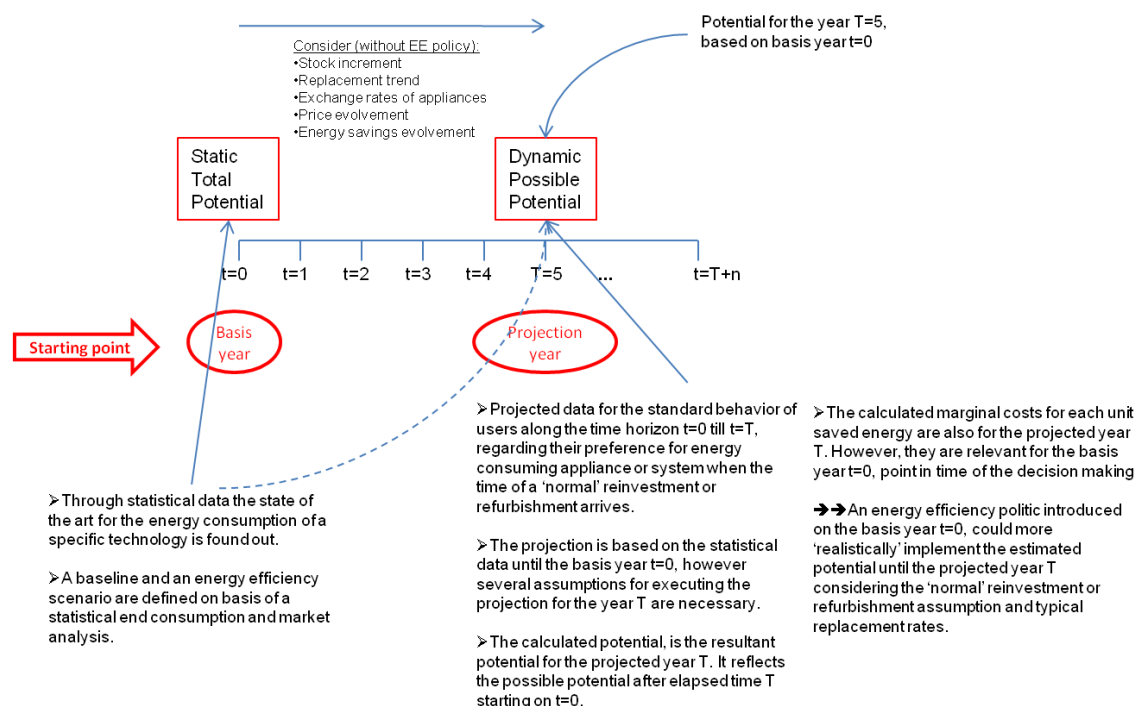 Potential for the year T=5,
based on basis year t=0
Consider (without EE policy):
•Stock increment
•Replacement trend
•Exchange rates of appliances
•Price evolvement
•Energy savings evolvement
Static
Total
Potential
Dynamic
Possible
Potential
t=0 t=1 t=2 t=3 t=4 T=5 ... t=T+n
Starting point
Basis
year
Projection
year
➢Through statistical data the state of
the art for the energy consumption of a
specific technology is found out.
➢A baseline and an energy efficiency
scenario are defined on basis of a
statistical end consumption and market
analysis.
➢Projected data for the standard behavior of
users along the time horizon t=0 till t=T,
regarding their preference for energy
consuming appliance or system when the
time of a ‘normal’ reinvestment or
refurbishment arrives.
➢The projection is based on the statistical
data until the basis year t=0, however
several assumptions for executing the
projection for the year T are necessary.
➢The calculated potential, is the resultant
potential for the projected year T. It reflects
the possible potential after elapsed time T
starting on t=0.
➢The calculated marginal costs for each unit
saved energy are also for the projected year
T. However, they are relevant for the basis
year t=0, point in time of the decision making
➔➔An energy efficiency politic introduced
on the basis year t=0, could more
‘realistically’ implement the estimated
potential until the projected year T
considering the ‘normal’ reinvestment or
refurbishment assumption and typical
replacement rates.